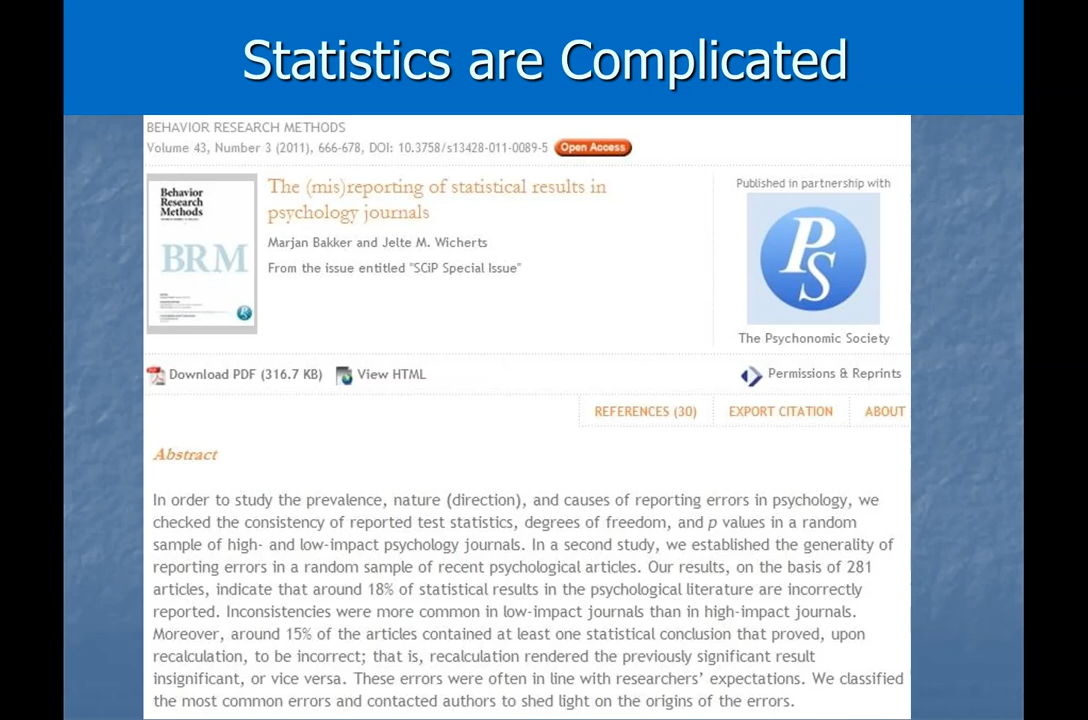 Statistics are Complicated
BEHAVIOR RESEARCH METHODS
Volume 43, Number 3 (2011), 666-678, DOI: 10.3758/s13428-011-0089-5 Open Access
Behavior
Research
Methods
BRM
The (mis)reporting of statistical results in
psychology journals
Marjan Bakker and Jelte M. Wicherts
From the issue entitled "SCiP Special Issue"
Published in partnership with
PS
The Psychonomic Society
Download PDF (316.7 KB) View HTML
Permissions & Reprints
REFERENCES (30) EXPORT CITATION ABOUT
Abstract
In order to study the prevalence, nature (direction), and causes of reporting errors in psychology, we
checked the consistency of reported test statistics, degrees of freedom, and p values in a random
sample of high- and low-impact psychology journals. In a second study, we established the generality of
reporting errors in a random sample of recent psychological articles. Our results, on the basis of 281
articles, indicate that around 18% of statistical results in the psychological literature are incorrectly
reported. Inconsistencies were more common in low-impact journals than in high-impact journals.
Moreover, around 15% of the articles contained at least one statistical conclusion that proved, upon
recalculation, to be incorrect; that is, recalculation rendered the previously significant result
insignificant, or vice versa. These errors were often in line with researchers' expectations. We classified
the most common errors and contacted authors to shed light on the origins of the errors.